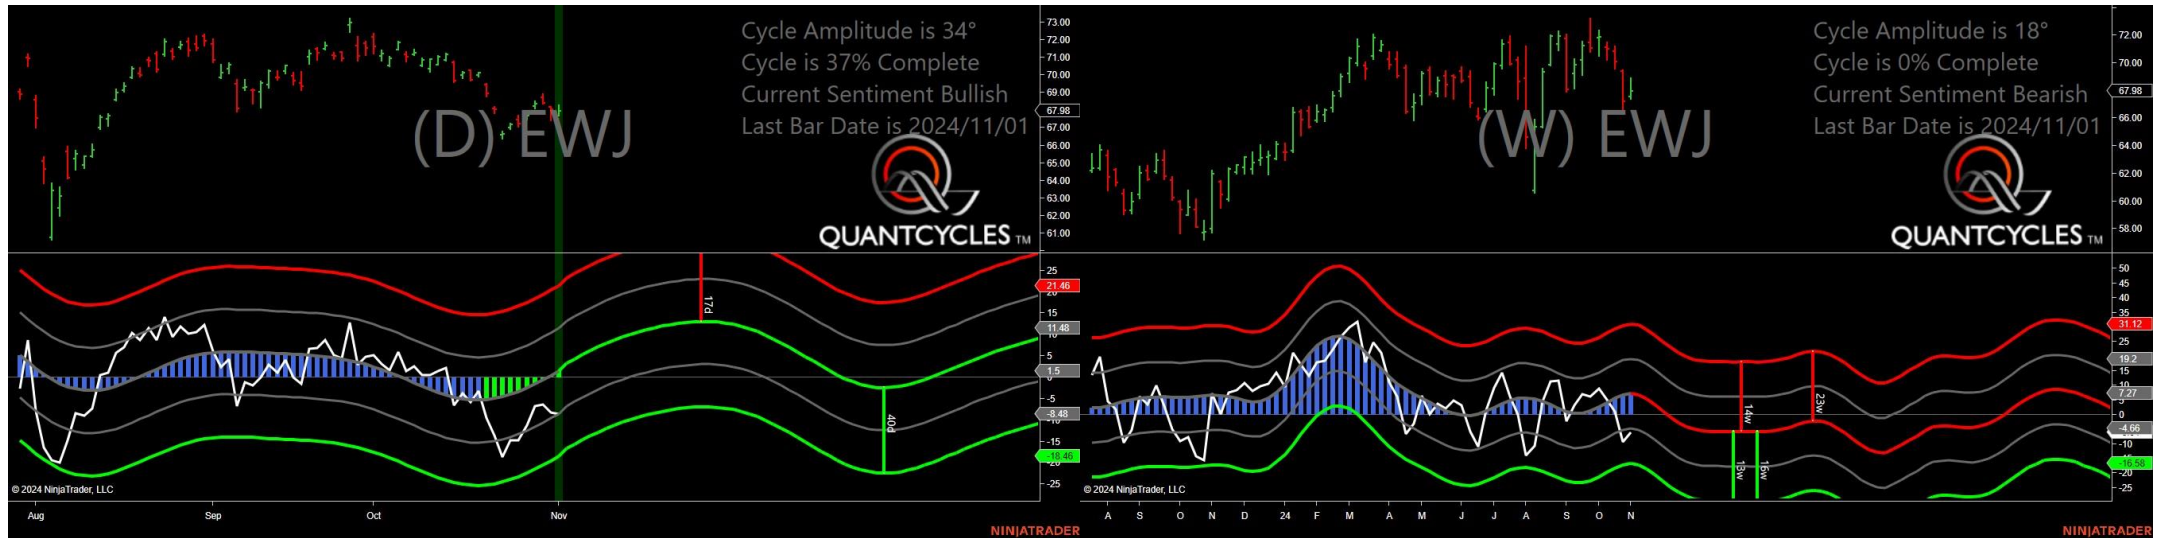 Cycle Amplitude is 34°
Cycle is 37% Complete
Current Sentiment Bullish
Last Bar Date is 2024/11/01
(D) EWJ
QUANTCYCLES TM
73.00
72.00
71.00
70.00
69.00
67.98
67.00
66.00
65.00
64.00
63.00
62.00
61.00
25
21.46
20
15
11.48
5
1.5
-5
-8.48
-10
-15
-18.46
-25
17d
40d
© 2024 NinjaTrader, LLC
Aug Sep Oct Nov
NINJATRADER
Cycle Amplitude is 18°
Cycle is 0% Complete
Current Sentiment Bearish
Last Bar Date is 2024/11/01
(W) EWJ
QUANTCYCLES TM
72.00
70.00
67.98
66.00
64.00
62.00
60.00
58.00
50
45
40
35
31.12
25
19.2
15
10
7.27
5
0
-4.66
-10
-15
-16.58
-20
-25
14w
23w
13w
16w
© 2024 NinjaTrader, LLC
A S O N D 24 F M A M J J A S O N
NINJATRADER